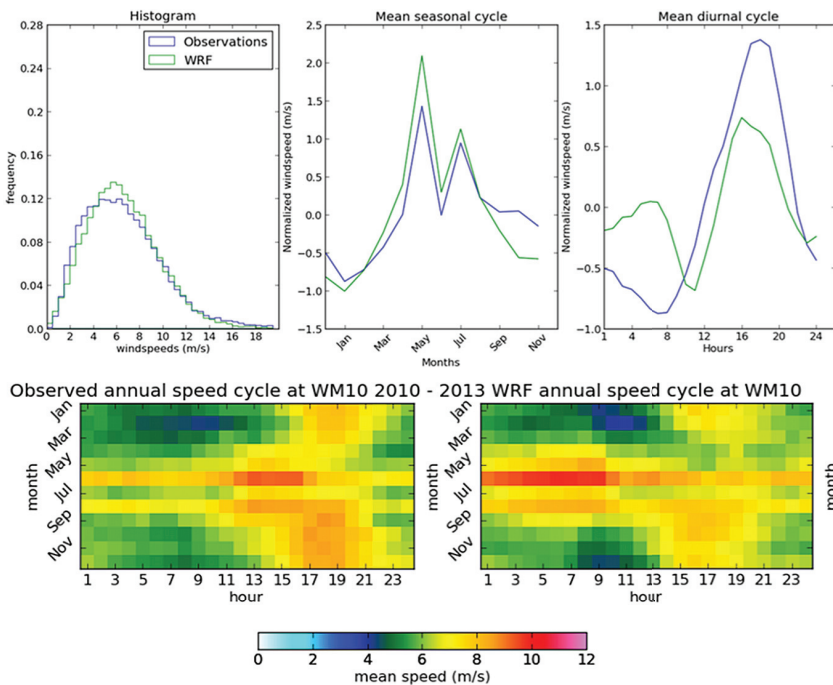 Histogram
Observations
WRF
frequency
0.28
0.24
0.20
0.16
0.12
0.08
0.04
0.0
0 2 4 6 8 10 12 14 16 18
windspeeds (m/s)
Mean seasonal cycle
Normalized windspeed (m/s)
2.5
2.0
1.5
1.0
0.5
0.0
−0.5
−1.0
−1.5
Jan Mar May Jul Sep Nov
Months
Mean diurnal cycle
Normalized windspeed (m/s)
1.5
1.0
0.5
0.0
−0.5
−1.0
1 4 8 12 16 20 24
Hours
Observed annual speed cycle at WM10 2010 - 2013 WRF annual speed cycle at WM10
month
Jan
Mar
May
Jul
Sep
Nov
1 3 5 7 9 11 13 15 17 19 21 23
hour
month
Jan
Mar
May
Jul
Sep
Nov
1 3 5 7 9 11 13 15 17 19 21 23
hour
month
0 2 4 6 8 10 12
mean speed (m/s)